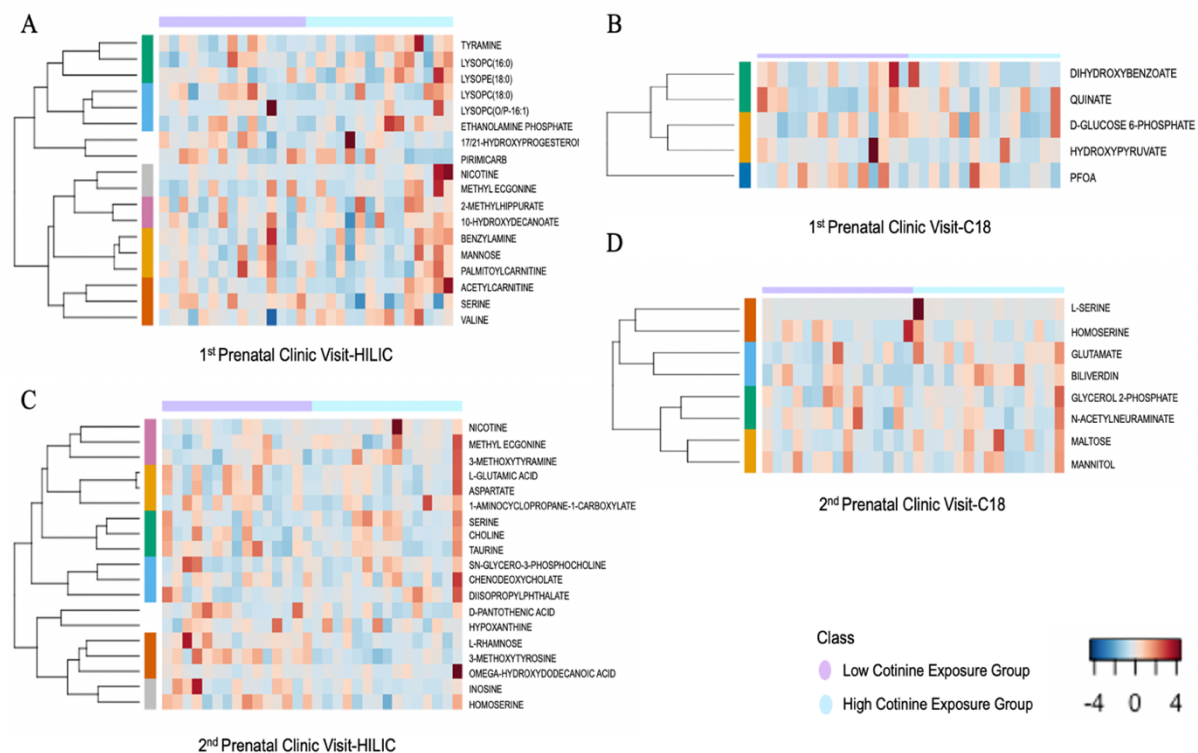 A
TYRAMINE
LYSOPC(16:0)
LYSOPE(18:0)
LYSOPC(18:0)
LYSOPC(O/P-16:1)
ETHANOLAMINE PHOSPHATE
17/21-HYDROXYPROGESTERO
PIRIMICARB
NICOTINE
METHYL ECGONINE
2-METHYLHIPPURATE
10-HYDROXYDECANOATE
BENZYLAMINE
MANNOSE
PALMITOYLCARNITINE
ACETYLCARNITINE
SERINE
VALINE
1st Prenatal Clinic Visit-HILIC
B
DIHYDROXYBENZOATE
QUINATE
D-GLUCOSE 6-PHOSPHATE
HYDROXYPYRUVATE
PFOA
1st Prenatal Clinic Visit-C18
C
NICOTINE
METHYL ECGONINE
3-METHOXYTYRAMINE
L-GLUTAMIC ACID
ASPARTATE
1-AMINOCYCLOPROPANE-1-CARBOXYLATE
SERINE
CHOLINE
TAURINE
SN-GLYCERO-3-PHOSPHOCHOLINE
CHENODEOXYCHOLATE
DIISOPROPYLPHTHALATE
D-PANTOTHENIC ACID
HYPOXANTHINE
L-RHAMNOSE
3-METHOXYTYROSINE
OMEGA-HYDROXYDODECANOIC ACID
INOSINE
HOMOSERINE
2nd Prenatal Clinic Visit-HILIC
D
L-SERINE
HOMOSERINE
GLUTAMATE
BILIVERDIN
GLYCEROL 2-PHOSPHATE
N-ACETYLNEURAMINATE
MALTOSE
MANNITOL
2nd Prenatal Clinic Visit-C18
Class
Low Cotinine Exposure Group
High Cotinine Exposure Group
-4 0 4